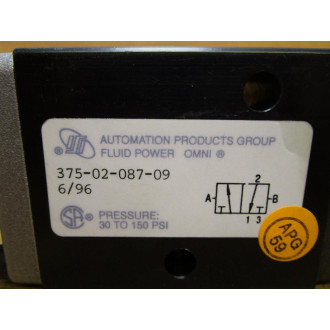 AUTOMATION PRODUCTS GROUP
FLUID POWER OMNI ®
375-02-087-09
6/96
2
A B
1 3
PRESSURE:
30 TO 150 PSI
APG
59